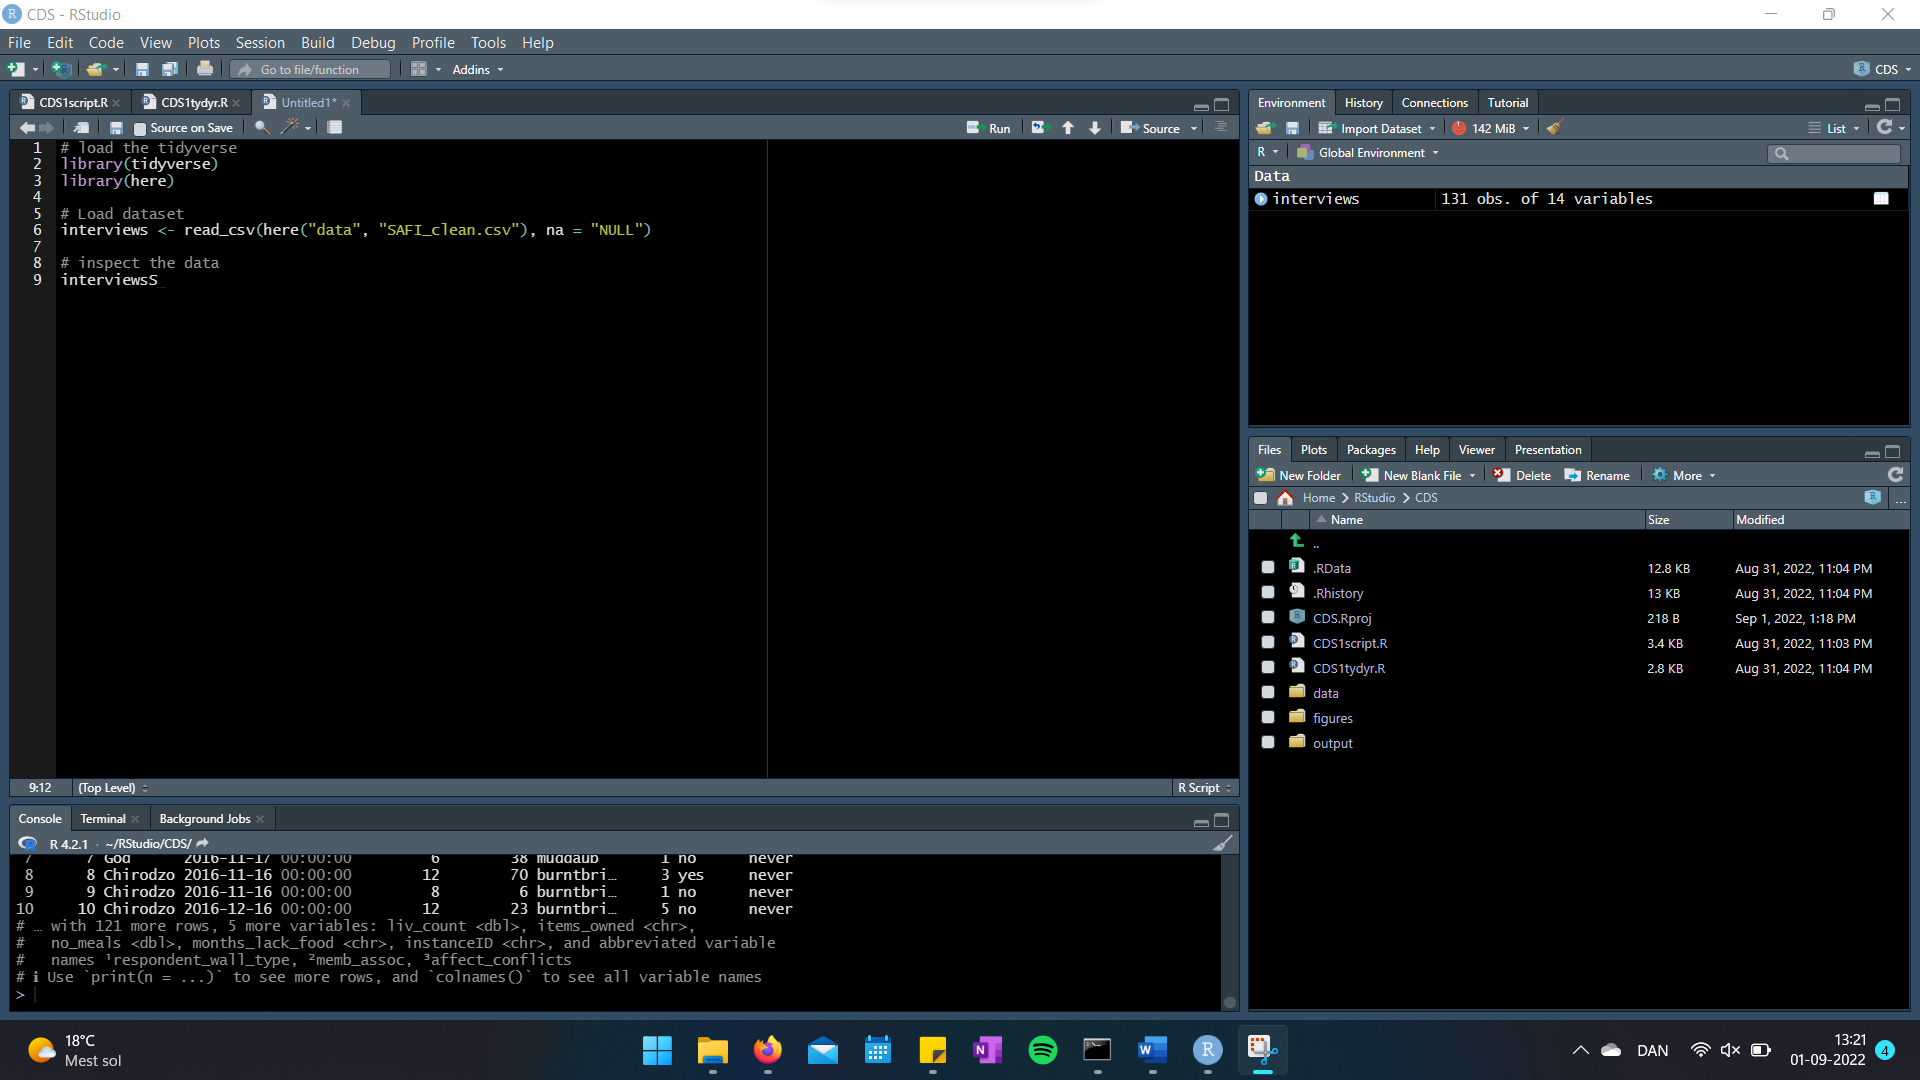 CDS - RStudio
File Edit Code View Plots Session Build Debug Profile Tools Help
Go to file/function Addins CDS
CDS1script.R CDS1tydyr.R Untitled1*
Source on Save Run Source
1 # load the tidyverse
2 library(tidyverse)
3 library(here)
4
5 # Load dataset
6 interviews <- read_csv(here("data", "SAFI_clean.csv"), na = "NULL")
7
8 # inspect the data
9 interviewsS
9:12 (Top Level) R Script
Console Terminal Background Jobs
R 4.2.1 · ~/RStudio/CDS/
7 7 God 2016-11-17 00:00:00 6 38 muddaub 1 no never
8 8 Chirodzo 2016-11-16 00:00:00 12 70 burntbri… 3 yes never
9 9 Chirodzo 2016-11-16 00:00:00 8 6 burntbri… 1 no never
10 10 Chirodzo 2016-12-16 00:00:00 12 23 burntbri… 5 no never
# … with 121 more rows, 5 more variables: liv_count <dbl>, items_owned <chr>,
# no_meals <dbl>, months_lack_food <chr>, instanceID <chr>, and abbreviated variable
# names ¹respondent_wall_type, ²memb_assoc, ³affect_conflicts
# ℹ Use `print(n = ...)` to see more rows, and `colnames()` to see all variable names
>
Environment History Connections Tutorial
Import Dataset 142 MiB List
R Global Environment
Data
interviews 131 obs. of 14 variables
Files Plots Packages Help Viewer Presentation
New Folder New Blank File Delete Rename More
Home RStudio CDS ...
Name Size Modified
..
.RData 12.8 KB Aug 31, 2022, 11:04 PM
.Rhistory 13 KB Aug 31, 2022, 11:04 PM
CDS.Rproj 218 B Sep 1, 2022, 1:18 PM
CDS1script.R 3.4 KB Aug 31, 2022, 11:03 PM
CDS1tydyr.R 2.8 KB Aug 31, 2022, 11:04 PM
data
figures
output
18°C
Mest sol
DAN
13:21
01-09-2022
4